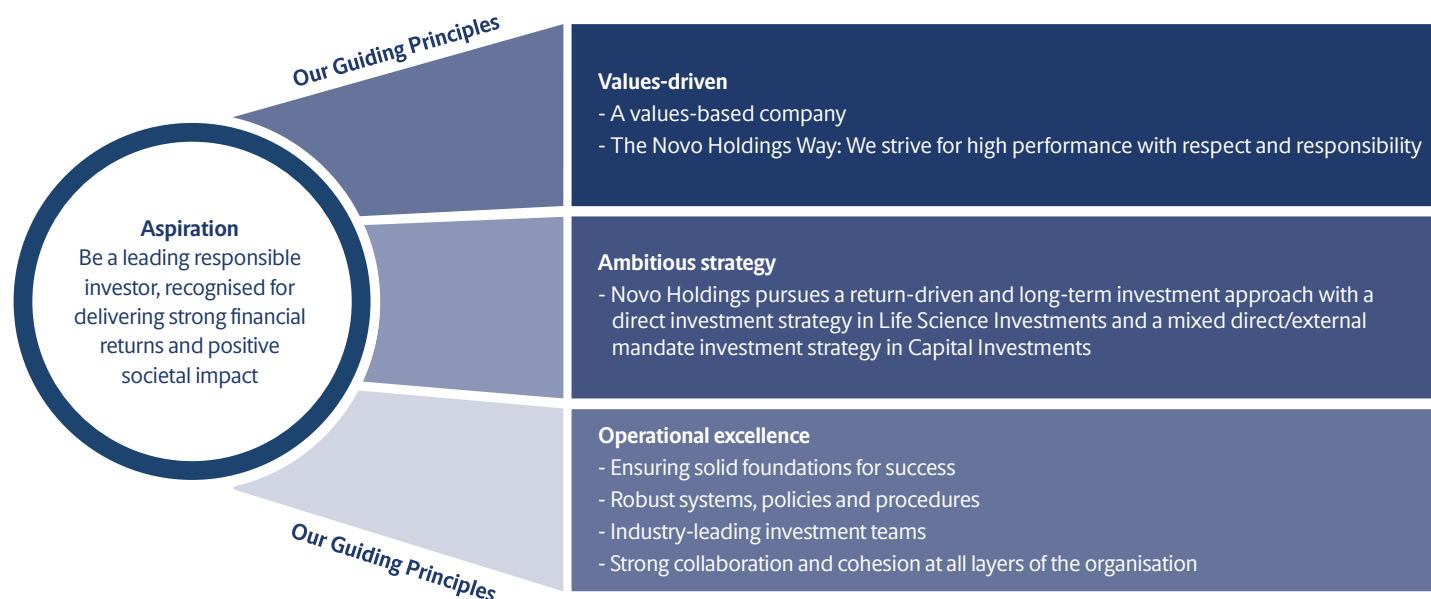 Our Guiding Principles
Aspiration
Be a leading responsible
investor, recognised for
delivering strong financial
returns and positive
societal impact
Values-driven
- A values-based company
- The Novo Holdings Way: We strive for high performance with respect and responsibility
Ambitious strategy
- Novo Holdings pursues a return-driven and long-term investment approach with a
direct investment strategy in Life Science Investments and a mixed direct/external
mandate investment strategy in Capital Investments
Operational excellence
- Ensuring solid foundations for success
- Robust systems, policies and procedures
- Industry-leading investment teams
- Strong collaboration and cohesion at all layers of the organisation
Our Guiding Principles